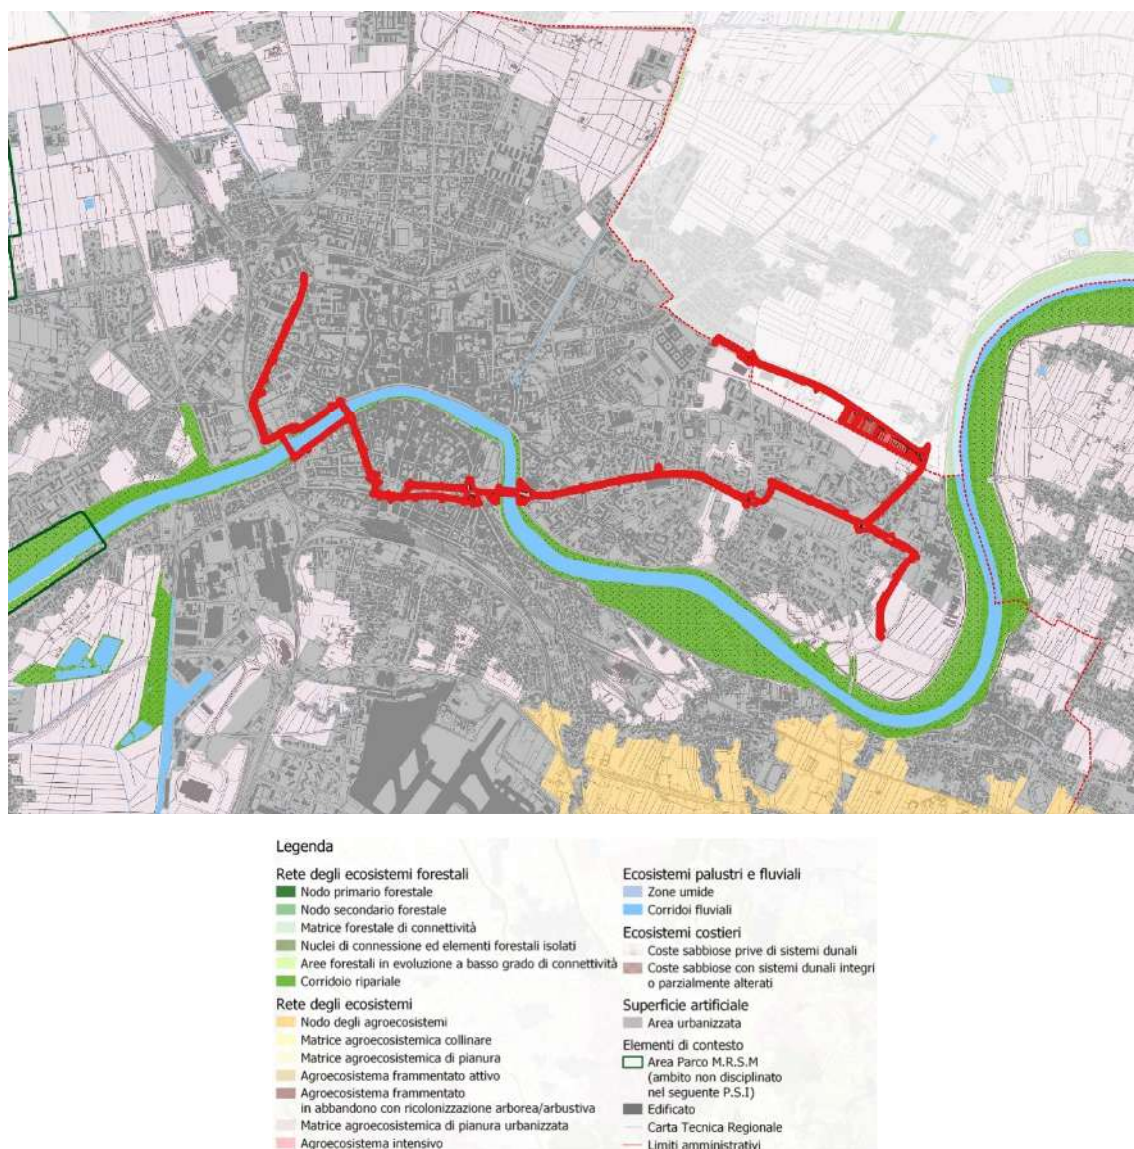 Legenda
Rete degli ecosistemi forestali
Nodo primario forestale
Nodo secondario forestale
Matrice forestale di connettività
Nuclei di connessione ed elementi forestali isolati
Aree forestali in evoluzione a basso grado di connettività
Corridoio ripariale
Rete degli ecosistemi
Nodo degli agroecosistemi
Matrice agroecosistemica collinare
Matrice agroecosistemica di pianura
Agroecosistema frammentato attivo
Agroecosistema frammentato
in abbandono con ricolonizzazione arborea/arbustiva
Matrice agroecosistemica di pianura urbanizzata
Agroecosistema intensivo
Ecosistemi palustri e fluviali
Zone umide
Corridoi fluviali
Ecosistemi costieri
Coste sabbiose prive di sistemi dunali
Coste sabbiose con sistemi dunali integri
o parzialmente alterati
Superficie artificiale
Area urbanizzata
Elementi di contesto
Area Parco M.R.S.M
(ambito non disciplinato
nel seguente P.S.I)
Edificato
Carta Tecnica Regionale
Limiti amministrativi